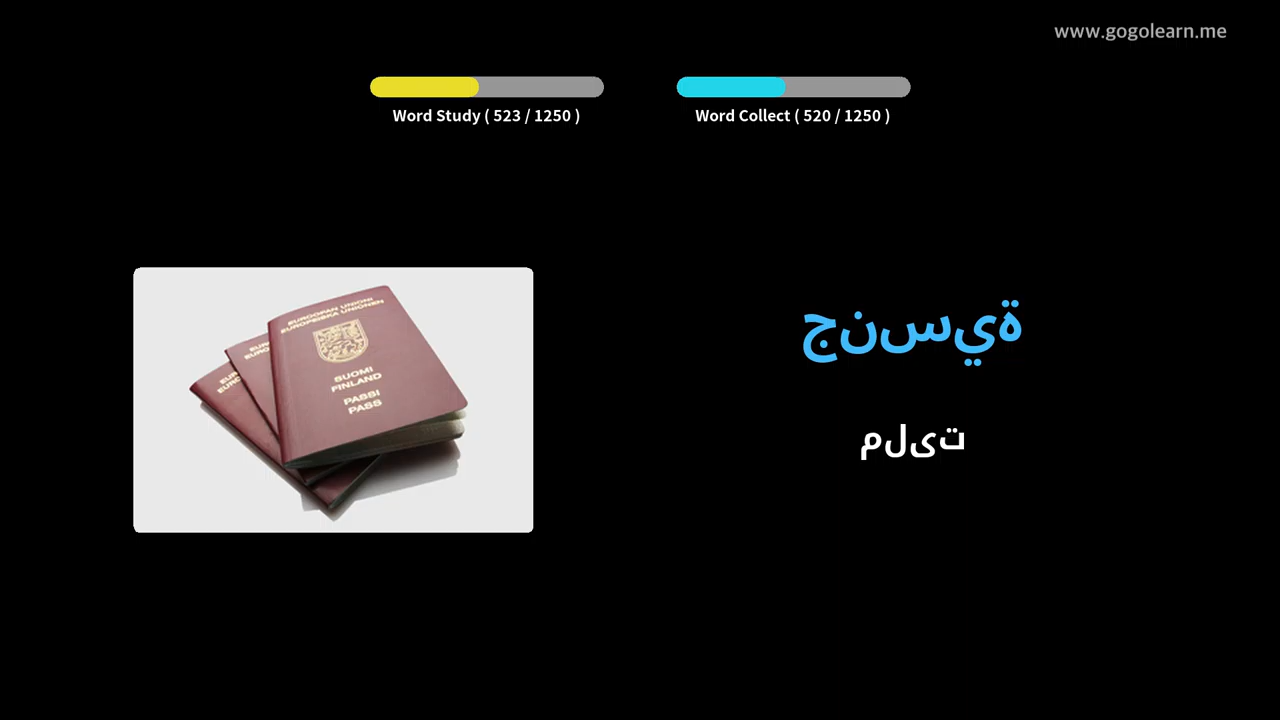 www.gogolearn.me
Word Study ( 523 / 1250 )
Word Collect ( 520 / 1250 )
EUROOPAN UNIONI
EUROPEISKA UNIONEN
SUOMI
FINLAND
PASSI
PASS
جنسية
ملیت